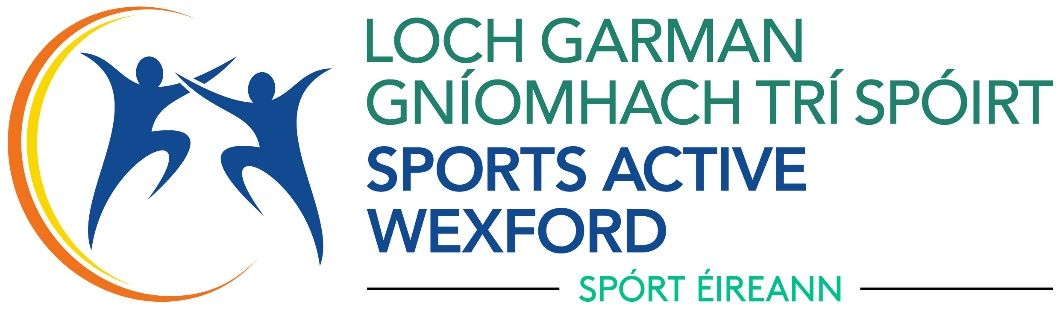 LOCH GARMAN
GNÍOMHACH TRÍ SPÓIRT
SPORTS ACTIVE
WEXFORD
SPÓRT ÉIREANN